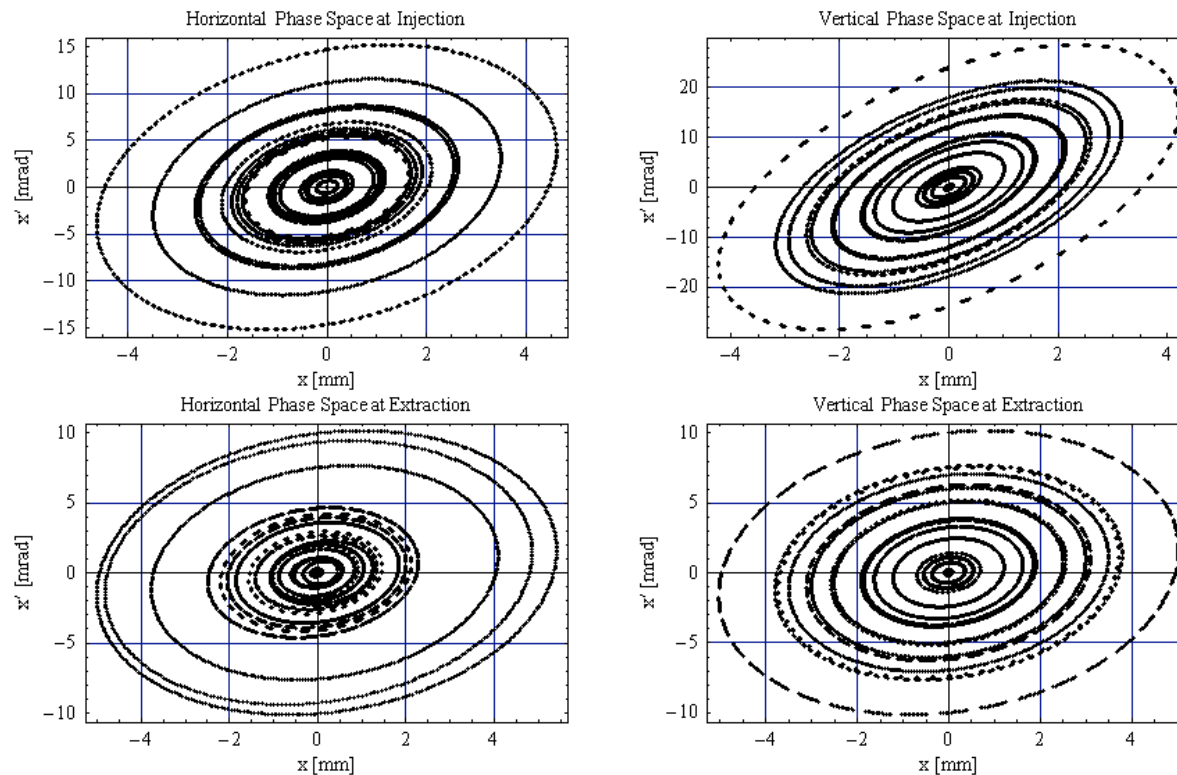 Horizontal Phase Space at Injection
15
10
5
0
−5
−10
−15
x′ [mrad]
−4 −2 0 2 4
x [mm]
Vertical Phase Space at Injection
20
10
0
−10
−20
x′ [mrad]
−4 −2 0 2 4
x [mm]
Horizontal Phase Space at Extraction
10
5
0
−5
−10
x′ [mrad]
−4 −2 0 2 4
x [mm]
Vertical Phase Space at Extraction
10
5
0
−5
−10
x′ [mrad]
−4 −2 0 2 4
x [mm]